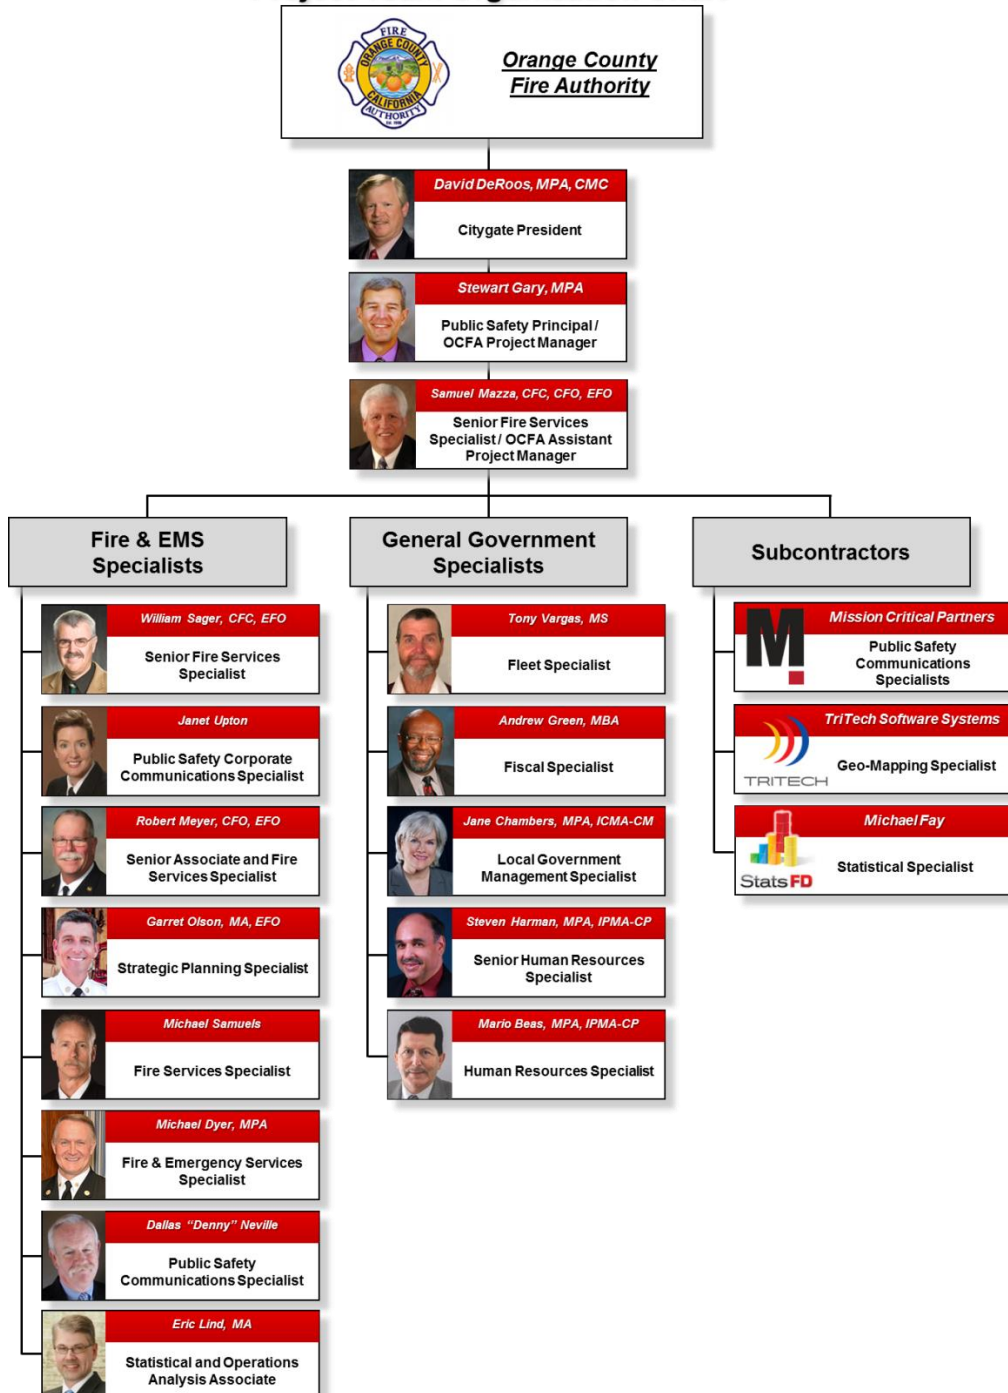 FIRE
ORANGE COUNTY
CALIFORNIA
AUTHORITY
Orange County
Fire Authority
David DeRoos, MPA, CMC
Citygate President
Stewart Gary, MPA
Public Safety Principal /
OCFA Project Manager
Samuel Mazza, CFC, CFO, EFO
Senior Fire Services
Specialist / OCFA Assistant
Project Manager
Fire & EMS
Specialists
William Sager, CFC, EFO
Senior Fire Services
Specialist
Janet Upton
Public Safety Corporate
Communications Specialist
Robert Meyer, CFO, EFO
Senior Associate and Fire
Services Specialist
Garret Olson, MA, EFO
Strategic Planning Specialist
Michael Samuels
Fire Services Specialist
Michael Dyer, MPA
Fire & Emergency Services
Specialist
Dallas “Denny” Neville
Public Safety
Communications Specialist
Eric Lind, MA
Statistical and Operations
Analysis Associate
General Government
Specialists
Tony Vargas, MS
Fleet Specialist
Andrew Green, MBA
Fiscal Specialist
Jane Chambers, MPA, ICMA-CM
Local Government
Management Specialist
Steven Harman, MPA, IPMA-CP
Senior Human Resources
Specialist
Mario Beas, MPA, IPMA-CP
Human Resources Specialist
Subcontractors
M
Mission Critical Partners
Public Safety
Communications
Specialists
TriTech Software Systems
TRITECH
Geo-Mapping Specialist
Michael Fay
Stats FD
Statistical Specialist